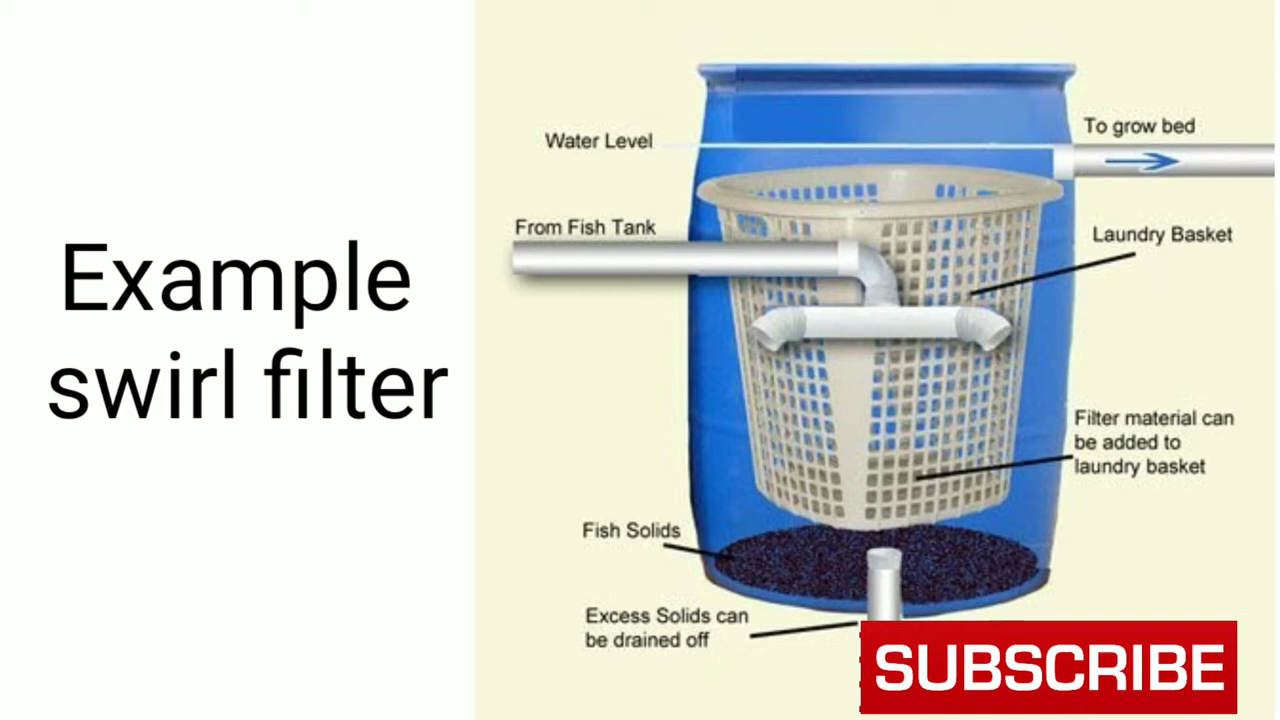 Example
swirl filter
Water Level
To grow bed
From Fish Tank
Laundry Basket
Filter material can
be added to
laundry basket
Fish Solids
Excess Solids can
be drained off
SUBSCRIBE